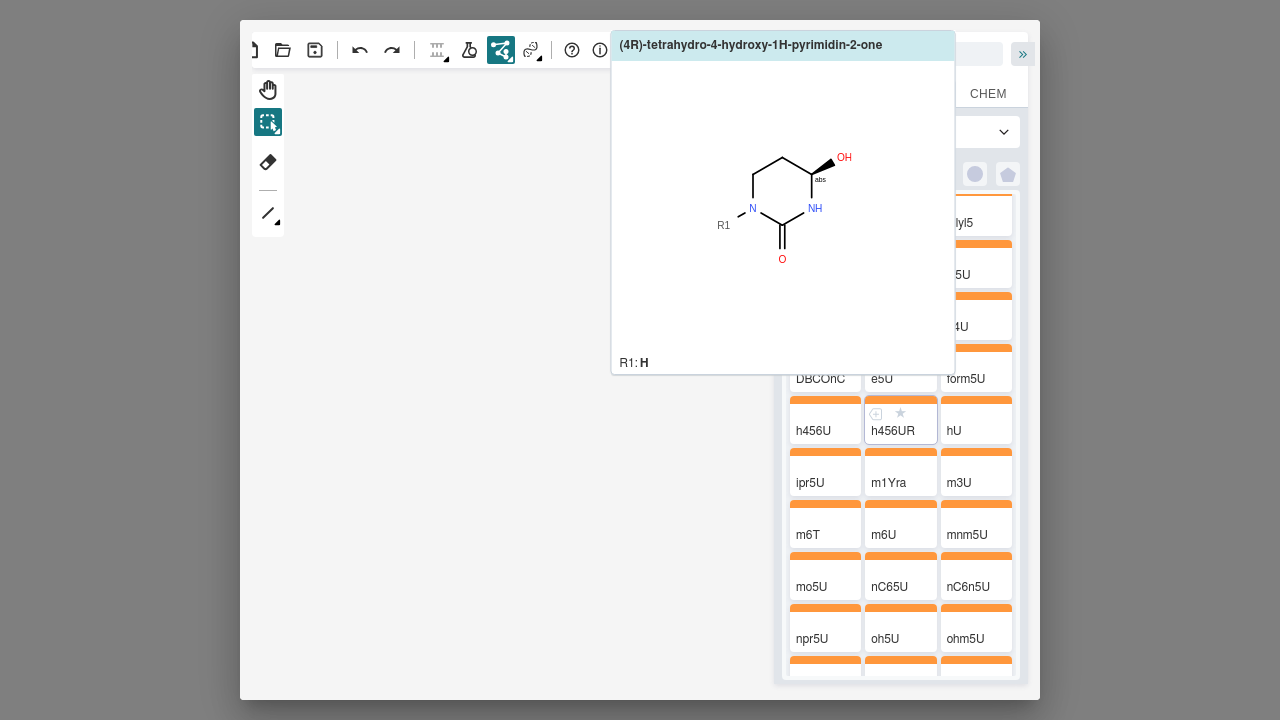 (4R)-tetrahydro-4-hydroxy-1H-pyrimidin-2-one
CHEM
OH
abs
N
NH
R1
O
R1: H
lyl5
5U
4U
DBCOnC
e5U
form5U
h456U
h456UR
hU
ipr5U
m1Yra
m3U
m6T
m6U
mnm5U
mo5U
nC65U
nC6n5U
npr5U
oh5U
ohm5U